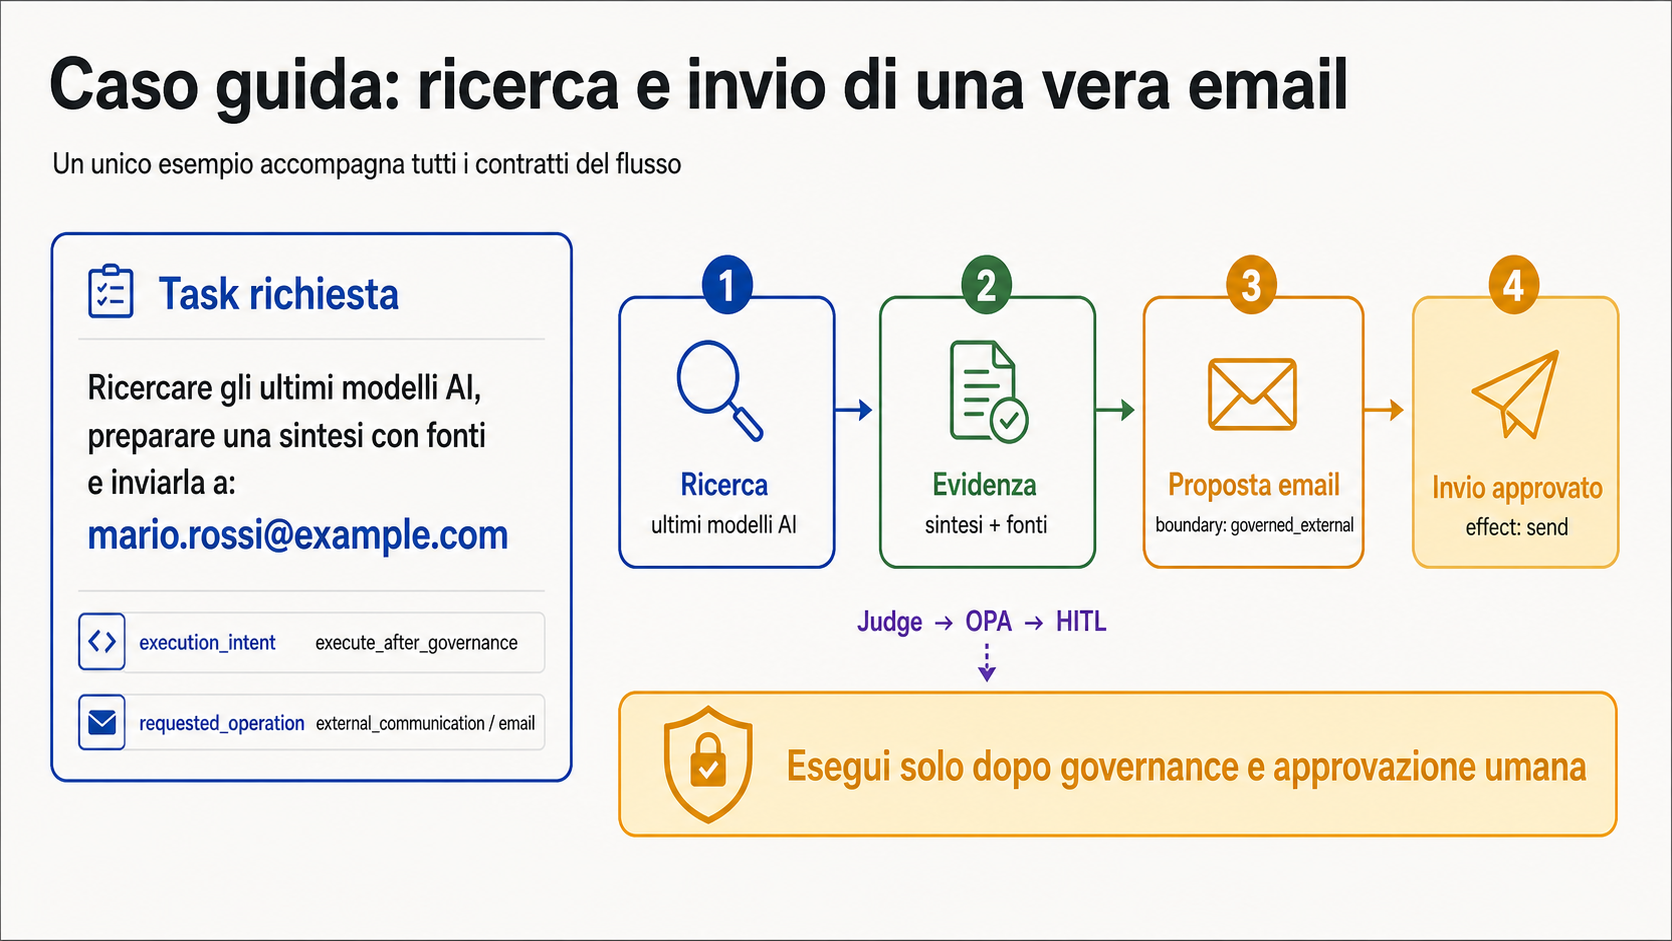 Caso guida: ricerca e invio di una vera email
Un unico esempio accompagna tutti i contratti del flusso
Task richiesta
Ricercare gli ultimi modelli AI,
preparare una sintesi con fonti
e inviarla a:
mario.rossi@example.com
execution_intent execute_after_governance
requested_operation external_communication / email
1
Ricerca
ultimi modelli AI
2
Evidenza
sintesi + fonti
3
Proposta email
boundary: governed_external
4
Invio approvato
effect: send
Judge → OPA → HITL
Esegui solo dopo governance e approvazione umana